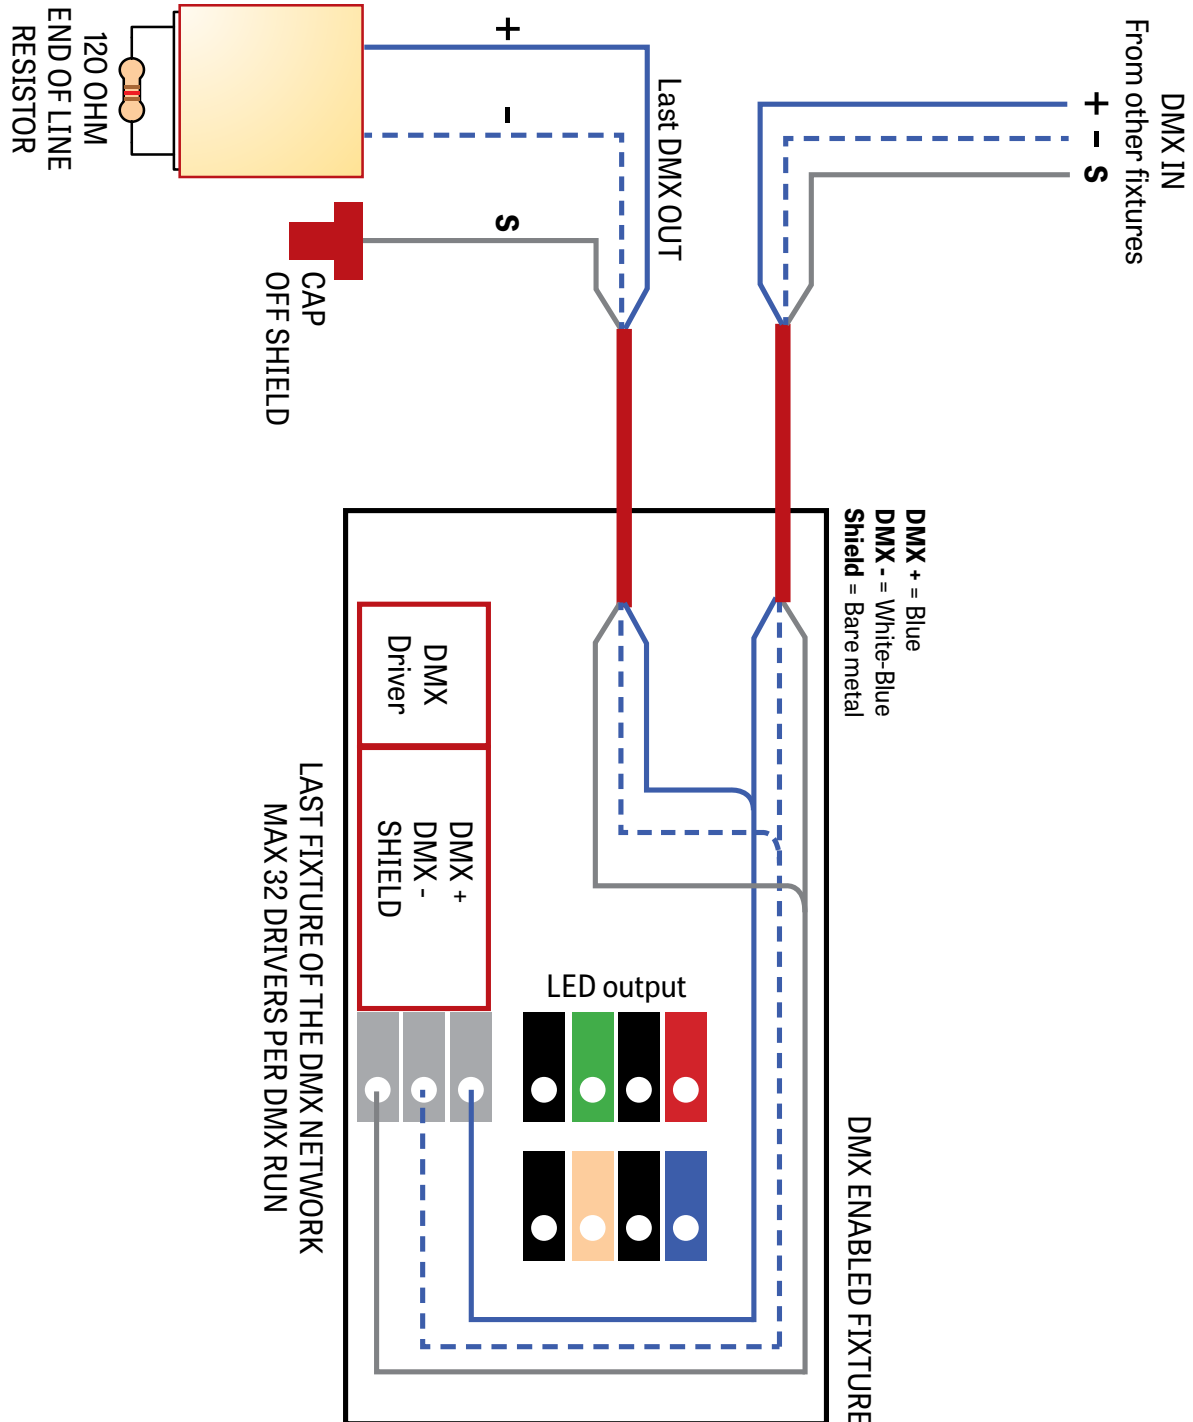 DMX IN
From other fixtures
+
-
S
Last DMX OUT
+
-
S
120 OHM
END OF LINE
RESISTOR
CAP
OFF SHIELD
DMX + = Blue
DMX - = White-Blue
Shield = Bare metal
DMX
Driver
DMX +
DMX -
SHIELD
LED output
DMX ENABLED FIXTURE
LAST FIXTURE OF THE DMX NETWORK
MAX 32 DRIVERS PER DMX RUN